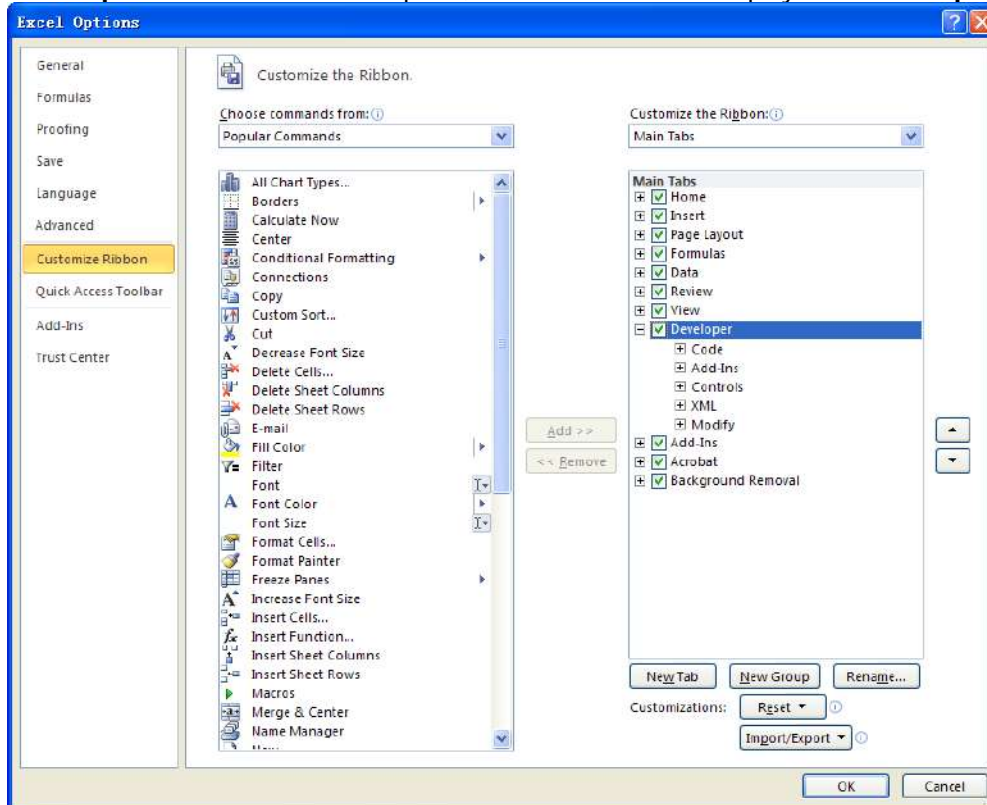 Excel Options
General
Formulas
Proofing
Save
Language
Advanced
Customize Ribbon
Quick Access Toolbar
Add-Ins
Trust Center
Customize the Ribbon.
Choose commands from:
Popular Commands
All Chart Types...
Borders
Calculate Now
Center
Conditional Formatting
Connections
Copy
Custom Sort...
Cut
Decrease Font Size
Delete Cells...
Delete Sheet Columns
Delete Sheet Rows
E-mail
Fill Color
Filter
Font
Font Color
Font Size
Format Cells...
Format Painter
Freeze Panes
Increase Font Size
Insert Cells...
Insert Function...
Insert Sheet Columns
Insert Sheet Rows
Macros
Merge & Center
Name Manager
Add >>
<< Remove
Customize the Ribbon:
Main Tabs
Main Tabs
Home
Insert
Page Layout
Formulas
Data
Review
View
Developer
Code
Add-Ins
Controls
XML
Modify
Add-Ins
Acrobat
Background Removal
New Tab New Group Rename...
Customizations: Reset
Import/Export
OK Cancel